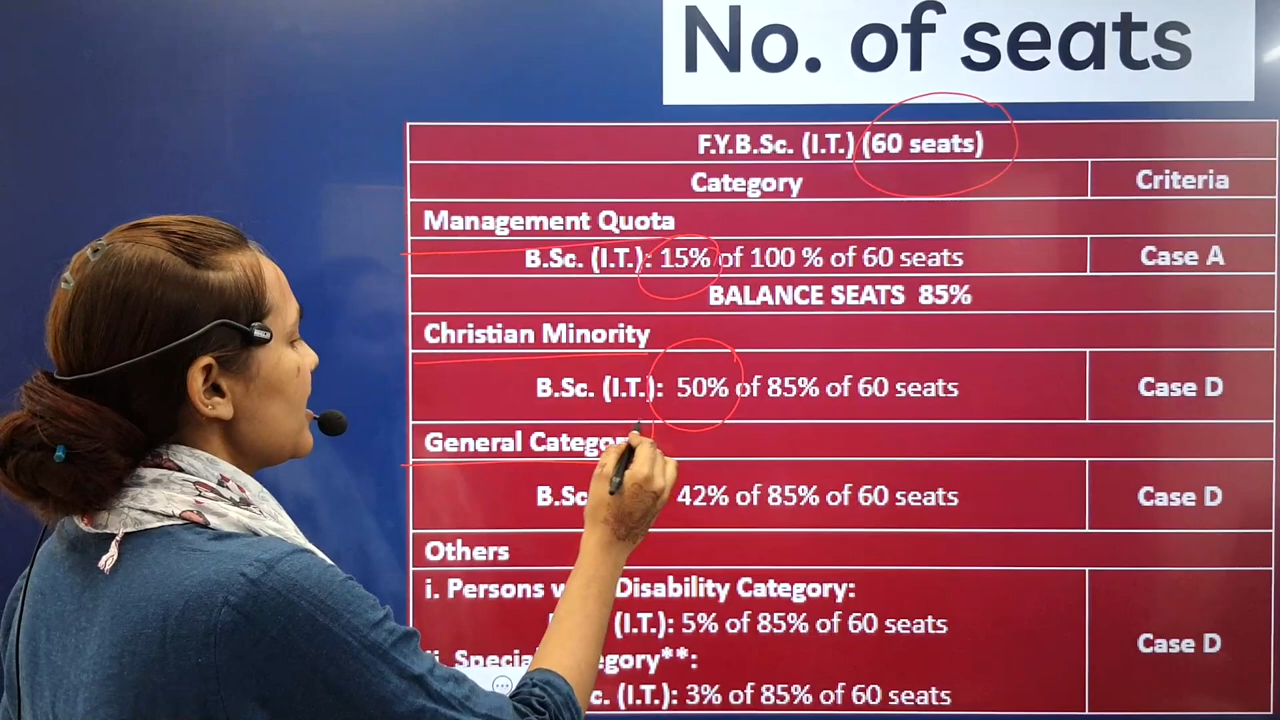 No. of seats
F.Y.B.Sc. (I.T.) (60 seats)
Category Criteria
Management Quota
B.Sc. (I.T.): 15% of 100 % of 60 seats Case A
BALANCE SEATS 85%
Christian Minority
B.Sc. (I.T.): 50% of 85% of 60 seats Case D
General Categor
B.Sc 42% of 85% of 60 seats Case D
Others
i. Persons w Disability Category:
(I.T.): 5% of 85% of 60 seats
Case D
ii. Specia egory**:
c. (I.T.): 3% of 85% of 60 seats